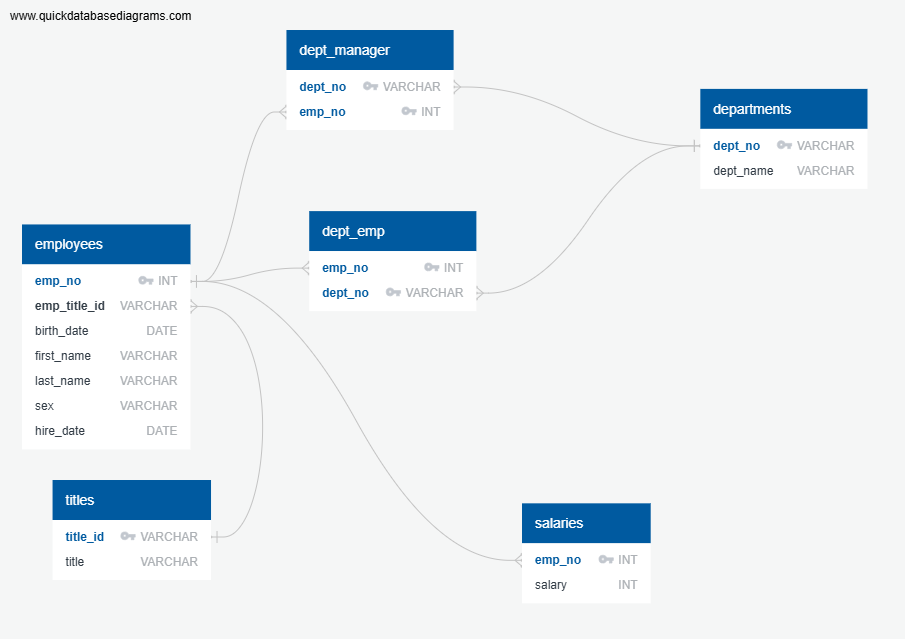 www.quickdatabasediagrams.com
dept_manager
dept_no VARCHAR
emp_no INT
departments
dept_no VARCHAR
dept_name VARCHAR
dept_emp
emp_no INT
dept_no VARCHAR
employees
emp_no INT
emp_title_id VARCHAR
birth_date DATE
first_name VARCHAR
last_name VARCHAR
sex VARCHAR
hire_date DATE
titles
title_id VARCHAR
title VARCHAR
salaries
emp_no INT
salary INT